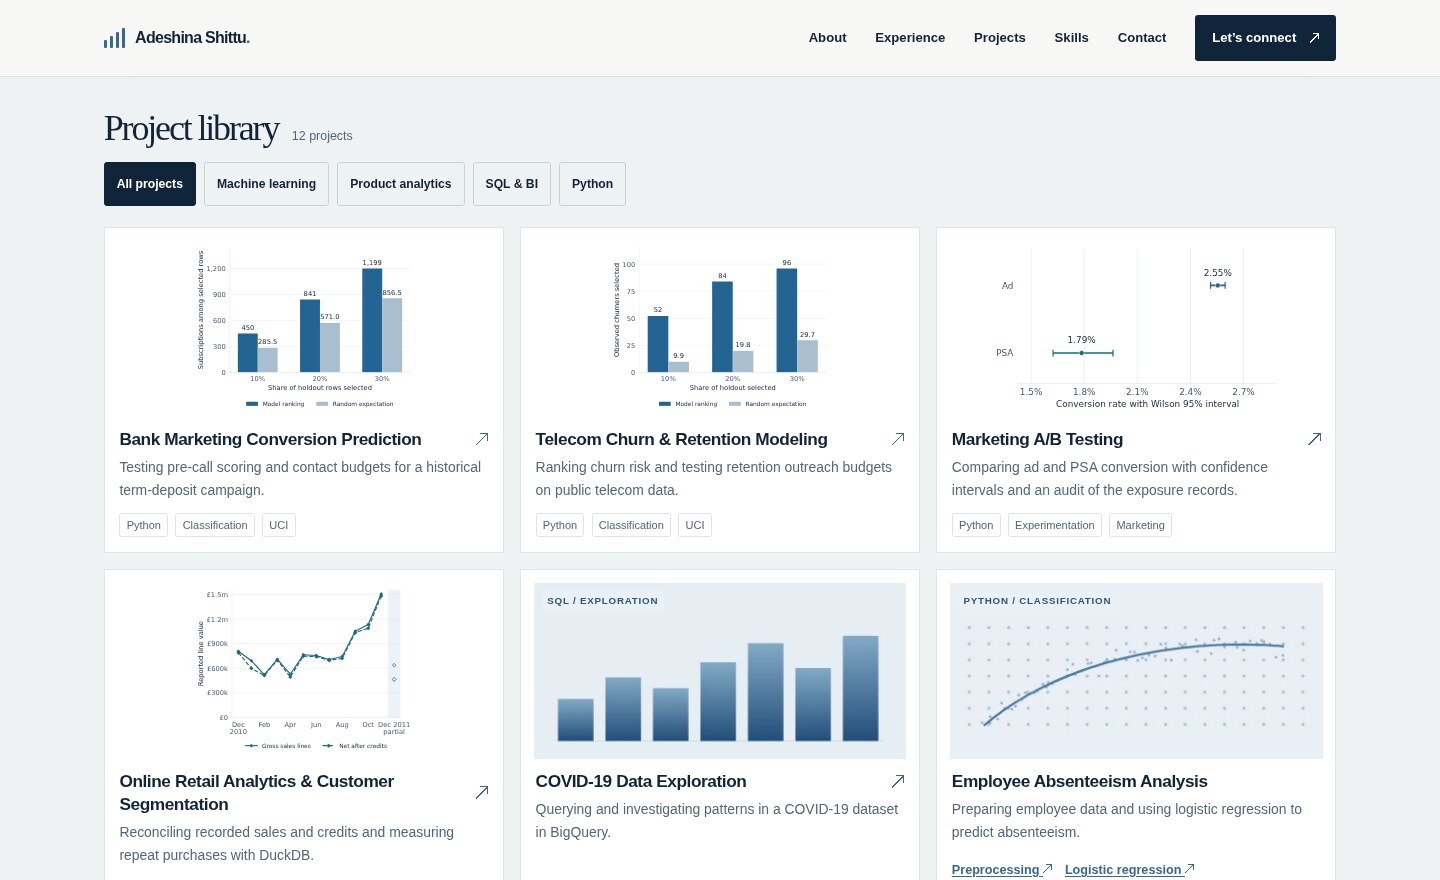 Adeshina Shittu.
About
Experience
Projects
Skills
Contact
Let’s connect
Project library
12 projects
All projects
Machine learning
Product analytics
SQL & BI
Python
Subscriptions among selected rows
1,200
900
600
300
0
450
285.5
841
571.0
1,199
856.5
10%
20%
30%
Share of holdout rows selected
Model ranking
Random expectation
Bank Marketing Conversion Prediction
Testing pre-call scoring and contact budgets for a historical
term-deposit campaign.
Python
Classification
UCI
Observed churners selected
100
75
50
25
0
52
9.9
84
19.8
96
29.7
10%
20%
30%
Share of holdout selected
Model ranking
Random expectation
Telecom Churn & Retention Modeling
Ranking churn risk and testing retention outreach budgets
on public telecom data.
Python
Classification
UCI
Ad
2.55%
PSA
1.79%
1.5%
1.8%
2.1%
2.4%
2.7%
Conversion rate with Wilson 95% interval
Marketing A/B Testing
Comparing ad and PSA conversion with confidence
intervals and an audit of the exposure records.
Python
Experimentation
Marketing
Reported line value
£1.5m
£1.2m
£900k
£600k
£300k
£0
Dec
2010
Feb
Apr
Jun
Aug
Oct
Dec 2011
partial
Gross sales lines
Net after credits
Online Retail Analytics & Customer
Segmentation
Reconciling recorded sales and credits and measuring
repeat purchases with DuckDB.
SQL / EXPLORATION
COVID-19 Data Exploration
Querying and investigating patterns in a COVID-19 dataset
in BigQuery.
PYTHON / CLASSIFICATION
Employee Absenteeism Analysis
Preparing employee data and using logistic regression to
predict absenteeism.
Preprocessing
Logistic regression